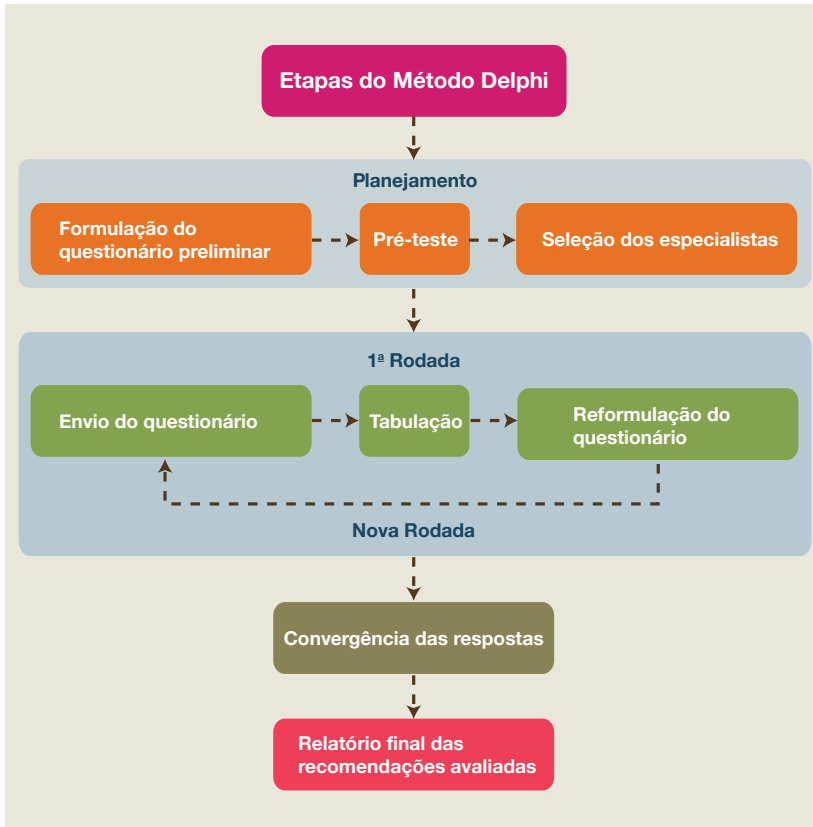 Etapas do Método Delphi
Planejamento
Formulação do
questionário preliminar
Pré-teste
Seleção dos especialistas
1ª Rodada
Envio do questionário
Tabulação
Reformulação do
questionário
Nova Rodada
Convergência das respostas
Relatório final das
recomendações avaliadas